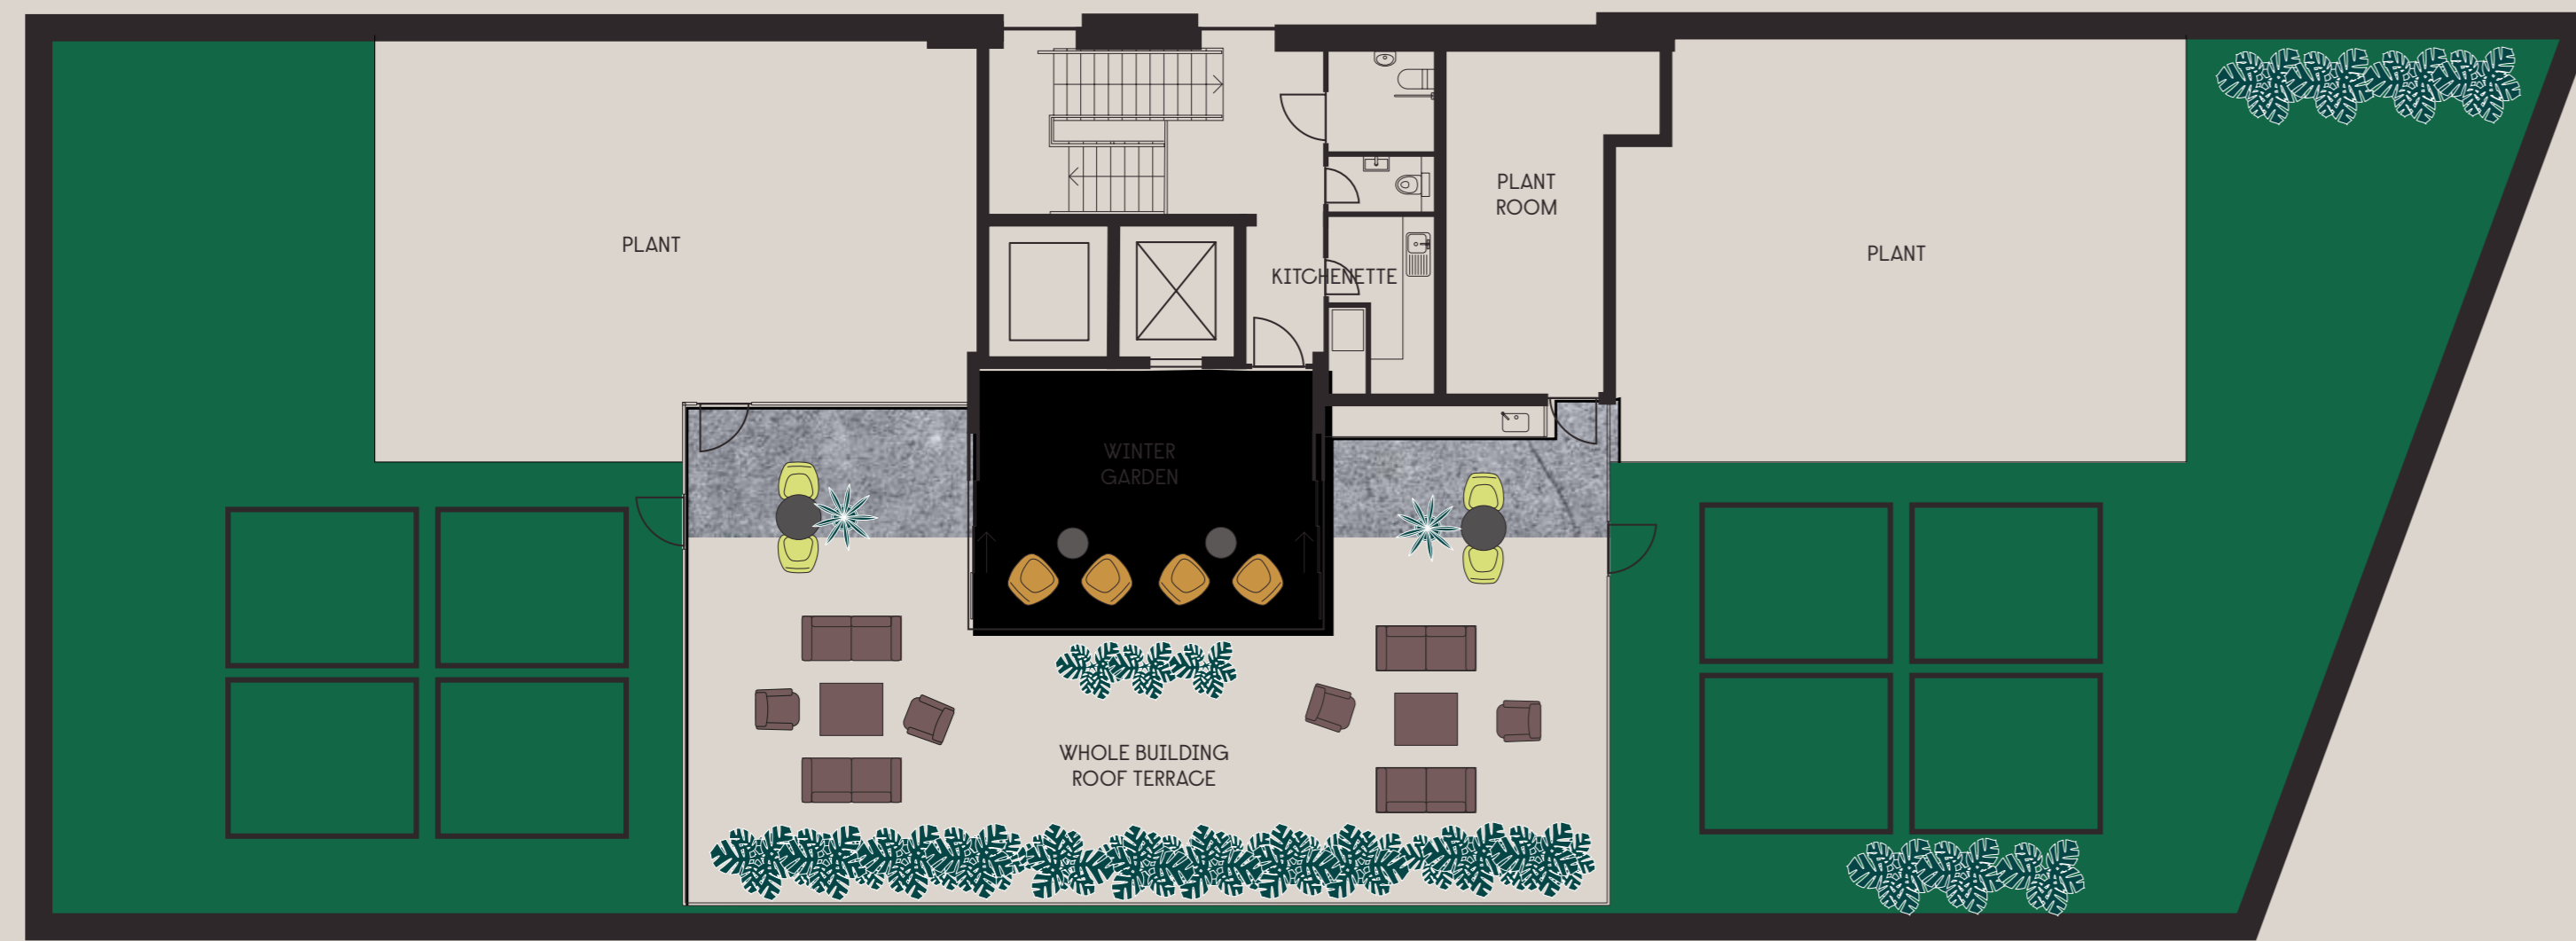 PLANT
PLANT
ROOM
PLANT
KITCHENETTE
WINTER
GARDEN
WHOLE BUILDING
ROOF TERRACE